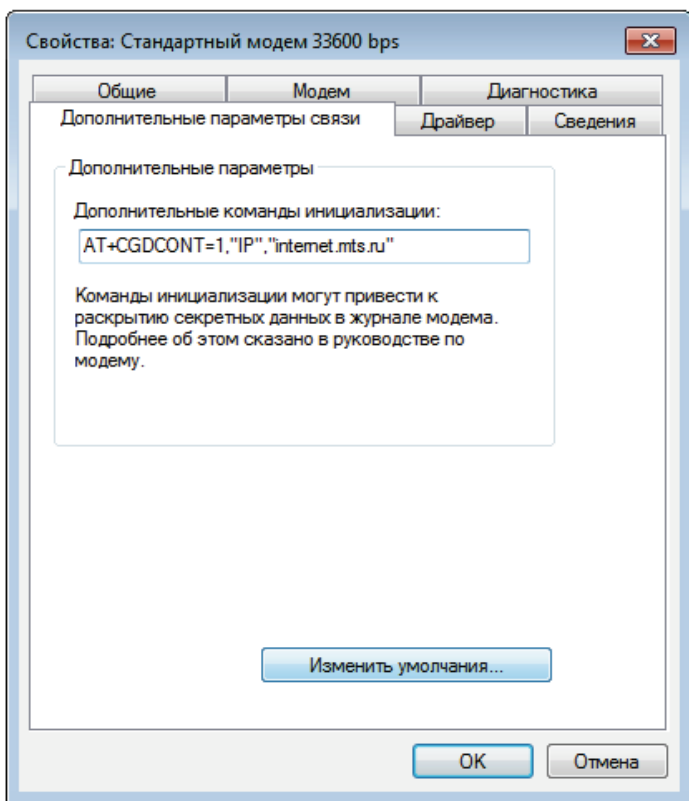 Свойства: Стандартный модем 33600 bps
Общие
Модем
Диагностика
Дополнительные параметры связи
Драйвер
Сведения
Дополнительные параметры
Дополнительные команды инициализации:
AT+CGDCONT=1,"IP","internet.mts.ru"
Команды инициализации могут привести к
раскрытию секретных данных в журнале модема.
Подробнее об этом сказано в руководстве по
модему.
Изменить умолчания...
OK
Отмена